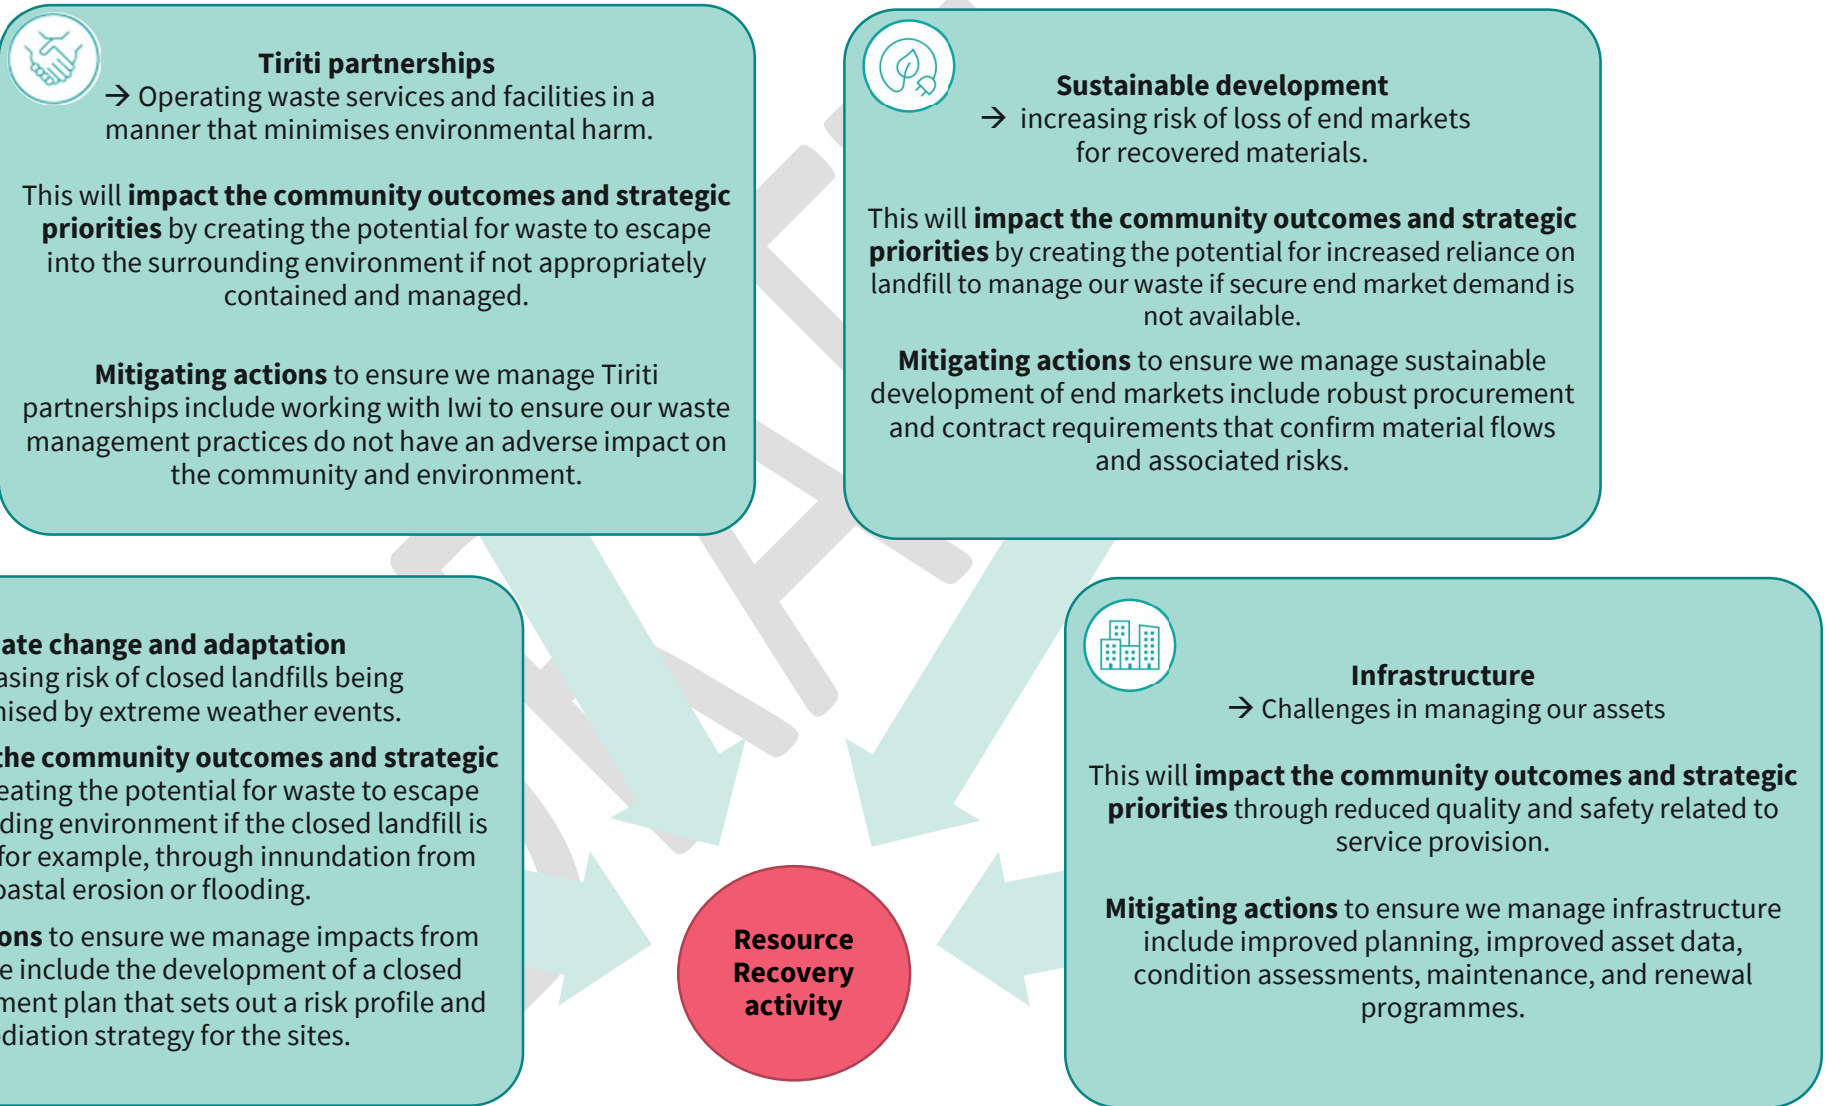 Tiriti partnerships
→ Operating waste services and facilities in a
manner that minimises environmental harm.
This will impact the community outcomes and strategic
priorities by creating the potential for waste to escape
into the surrounding environment if not appropriately
contained and managed.
Mitigating actions to ensure we manage Tiriti
partnerships include working with Iwi to ensure our waste
management practices do not have an adverse impact on
the community and environment.
Sustainable development
→ increasing risk of loss of end markets
for recovered materials.
This will impact the community outcomes and strategic
priorities by creating the potential for increased reliance on
landfill to manage our waste if secure end market demand is
not available.
Mitigating actions to ensure we manage sustainable
development of end markets include robust procurement
and contract requirements that confirm material flows
and associated risks.
ate change and adaptation
asing risk of closed landfills being
nised by extreme weather events.
the community outcomes and strategic
eating the potential for waste to escape
ding environment if the closed landfill is
for example, through innundation from
oastal erosion or flooding.
ons to ensure we manage impacts from
e include the development of a closed
ment plan that sets out a risk profile and
ediation strategy for the sites.
Resource
Recovery
activity
Infrastructure
→ Challenges in managing our assets
This will impact the community outcomes and strategic
priorities through reduced quality and safety related to
service provision.
Mitigating actions to ensure we manage infrastructure
include improved planning, improved asset data,
condition assessments, maintenance, and renewal
programmes.